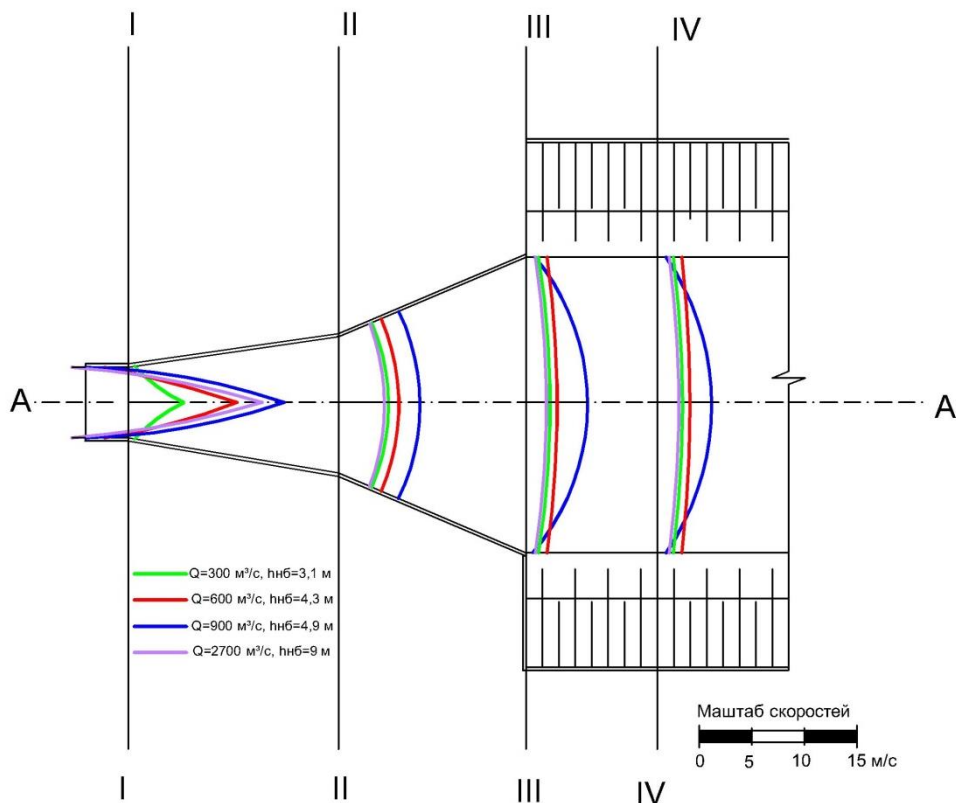 I II III IV
A A
Q=300 м³/с, hнб=3,1 м
Q=600 м³/с, hнб=4,3 м
Q=900 м³/с, hнб=4,9 м
Q=2700 м³/с, hнб=9 м
Маштаб скоростей
0 5 10 15 м/с
I II III IV